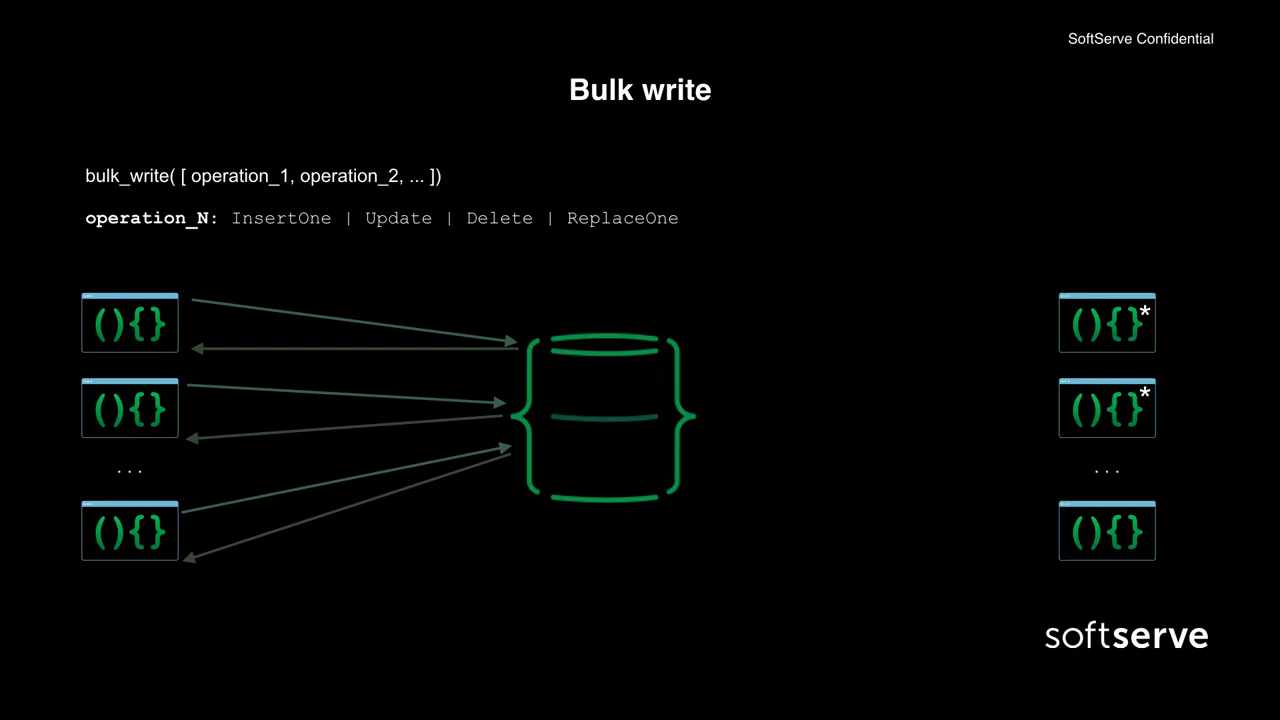 SoftServe Confidential
Bulk write
bulk_write( [ operation_1, operation_2, ... ])
operation_N: InsertOne | Update | Delete | ReplaceOne
(){} (){}*
(){} (){}*
... ...
(){} (){}
softserve